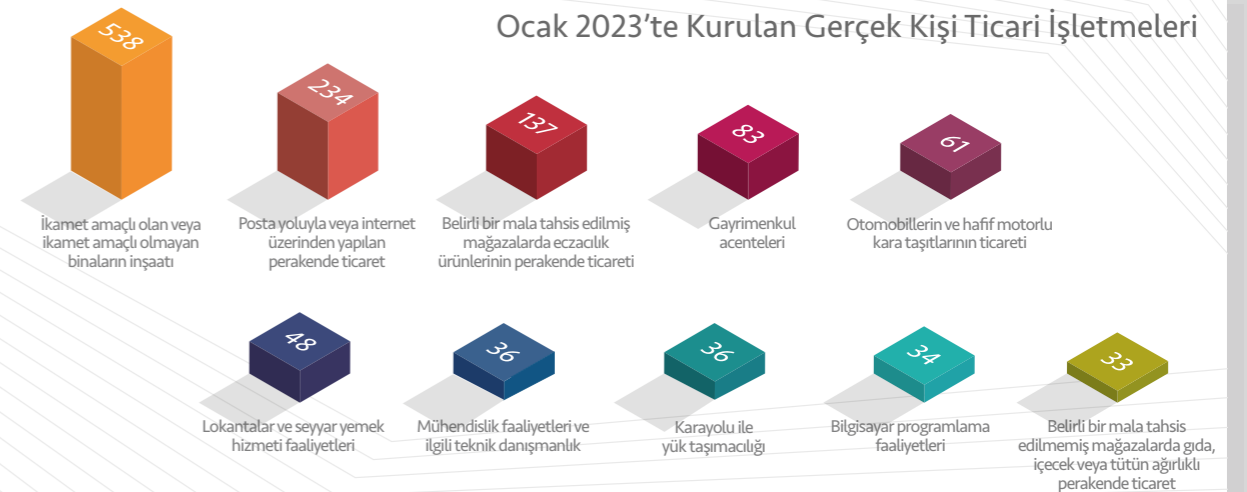 Ocak 2023’te Kurulan Gerçek Kişi Ticari İşletmeleri
538
İkamet amaçlı olan veya
ikamet amaçlı olmayan
binaların inşaatı
234
Posta yoluyla veya internet
üzerinden yapılan
perakende ticaret
137
Belirli bir mala tahsis edilmiş
mağazalarda eczacılık
ürünlerinin perakende ticareti
83
Gayrimenkul
acenteleri
61
Otomobillerin ve hafif motorlu
kara taşıtlarının ticareti
48
Lokantalar ve seyyar yemek
hizmeti faaliyetleri
36
Mühendislik faaliyetleri ve
ilgili teknik danışmanlık
36
Karayolu ile
yük taşımacılığı
34
Bilgisayar programlama
faaliyetleri
33
Belirli bir mala tahsis
edilmemiş mağazalarda gıda,
içecek veya tütün ağırlıklı
perakende ticaret